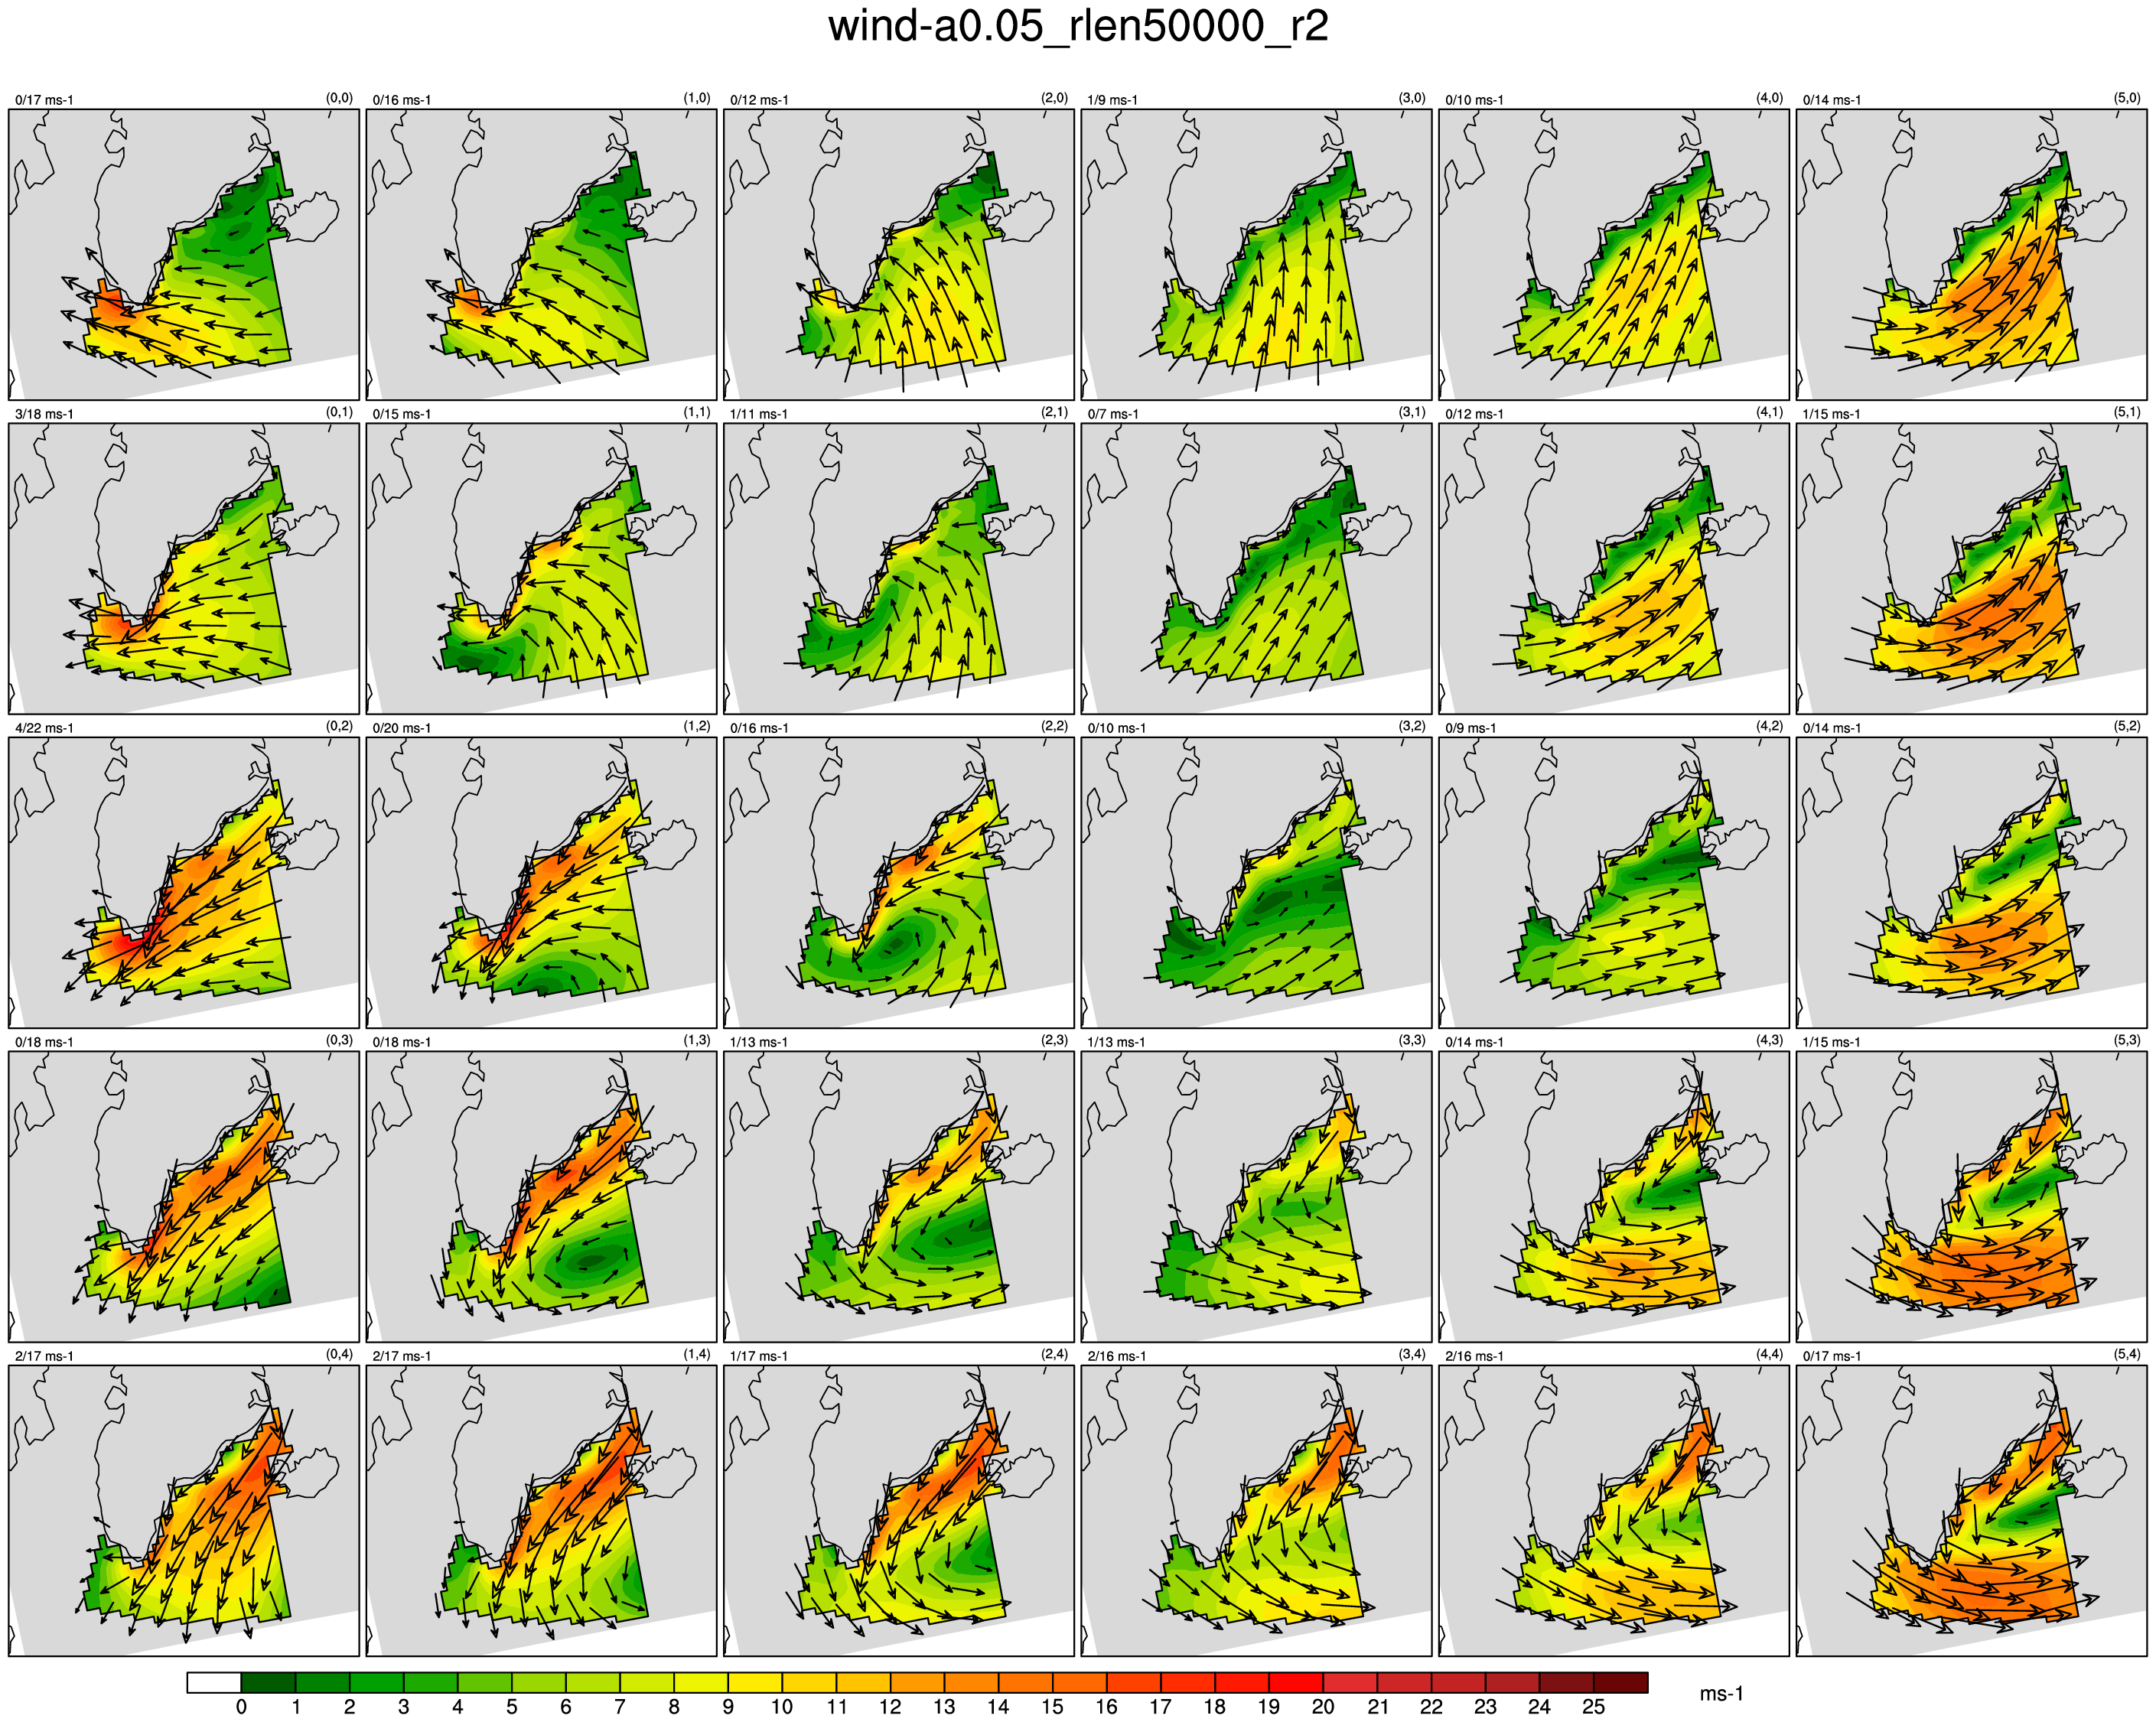 wind-a0.05_rlen50000_r2
0/17 ms-1 (0,0) 0/16 ms-1 (1,0) 0/12 ms-1 (2,0) 1/9 ms-1 (3,0) 0/10 ms-1 (4,0) 0/14 ms-1 (5,0)
3/18 ms-1 (0,1) 0/15 ms-1 (1,1) 1/11 ms-1 (2,1) 0/7 ms-1 (3,1) 0/12 ms-1 (4,1) 1/15 ms-1 (5,1)
4/22 ms-1 (0,2) 0/20 ms-1 (1,2) 0/16 ms-1 (2,2) 0/10 ms-1 (3,2) 0/9 ms-1 (4,2) 0/14 ms-1 (5,2)
0/18 ms-1 (0,3) 0/18 ms-1 (1,3) 1/13 ms-1 (2,3) 1/13 ms-1 (3,3) 0/14 ms-1 (4,3) 1/15 ms-1 (5,3)
2/17 ms-1 (0,4) 2/17 ms-1 (1,4) 1/17 ms-1 (2,4) 2/16 ms-1 (3,4) 2/16 ms-1 (4,4) 0/17 ms-1 (5,4)
0 1 2 3 4 5 6 7 8 9 10 11 12 13 14 15 16 17 18 19 20 21 22 23 24 25 ms-1